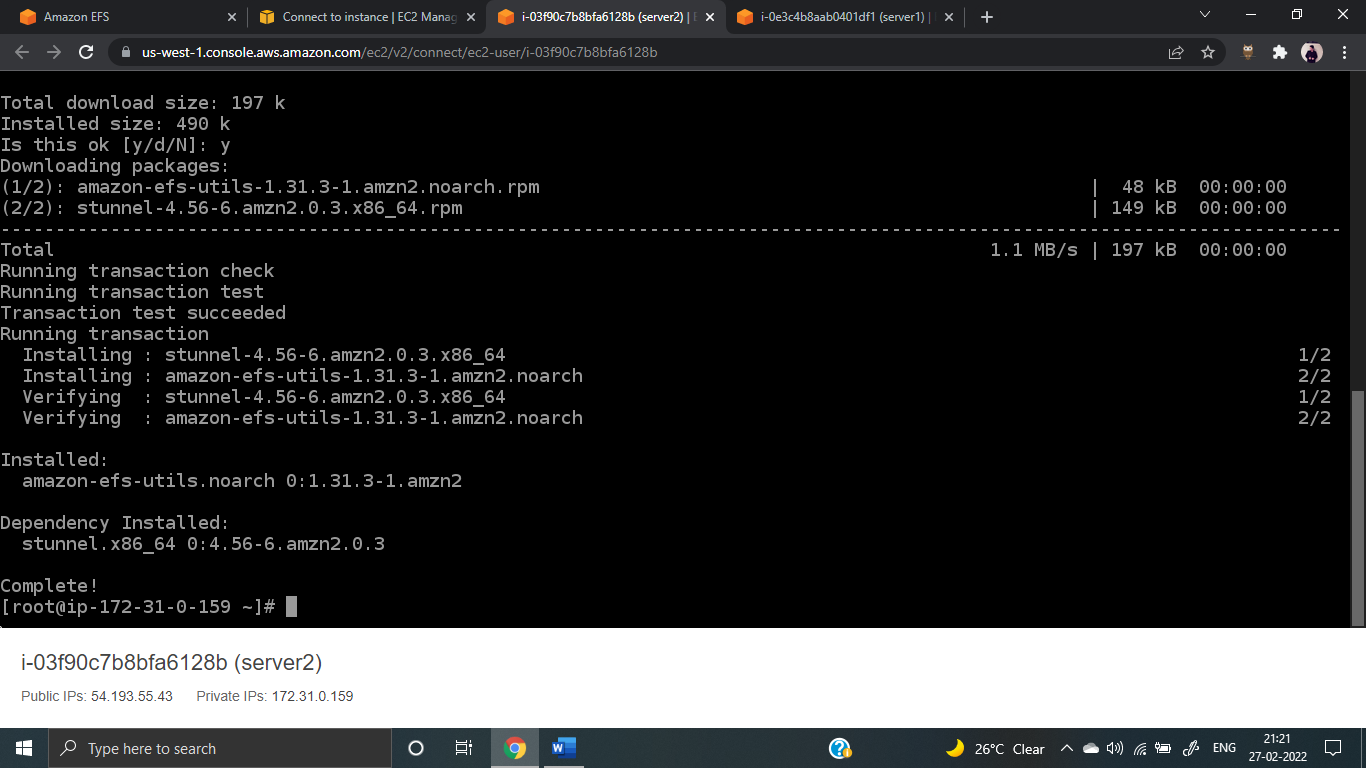 Amazon EFS
Connect to instance | EC2 Manag
i-03f90c7b8bfa6128b (server2) | E
i-0e3c4b8aab0401df1 (server1) |
us-west-1.console.aws.amazon.com/ec2/v2/connect/ec2-user/i-03f90c7b8bfa6128b
Total download size: 197 k
Installed size: 490 k
Is this ok [y/d/N]: y
Downloading packages:
(1/2): amazon-efs-utils-1.31.3-1.amzn2.noarch.rpm | 48 kB 00:00:00
(2/2): stunnel-4.56-6.amzn2.0.3.x86_64.rpm | 149 kB 00:00:00
--------------------------------------------------------------------------------------------------------------------------
Total 1.1 MB/s | 197 kB 00:00:00
Running transaction check
Running transaction test
Transaction test succeeded
Running transaction
Installing : stunnel-4.56-6.amzn2.0.3.x86_64 1/2
Installing : amazon-efs-utils-1.31.3-1.amzn2.noarch 2/2
Verifying : stunnel-4.56-6.amzn2.0.3.x86_64 1/2
Verifying : amazon-efs-utils-1.31.3-1.amzn2.noarch 2/2
Installed:
amazon-efs-utils.noarch 0:1.31.3-1.amzn2
Dependency Installed:
stunnel.x86_64 0:4.56-6.amzn2.0.3
Complete!
[root@ip-172-31-0-159 ~]#
i-03f90c7b8bfa6128b (server2)
Public IPs: 54.193.55.43 Private IPs: 172.31.0.159
Type here to search
26°C Clear
ENG
21:21
27-02-2022